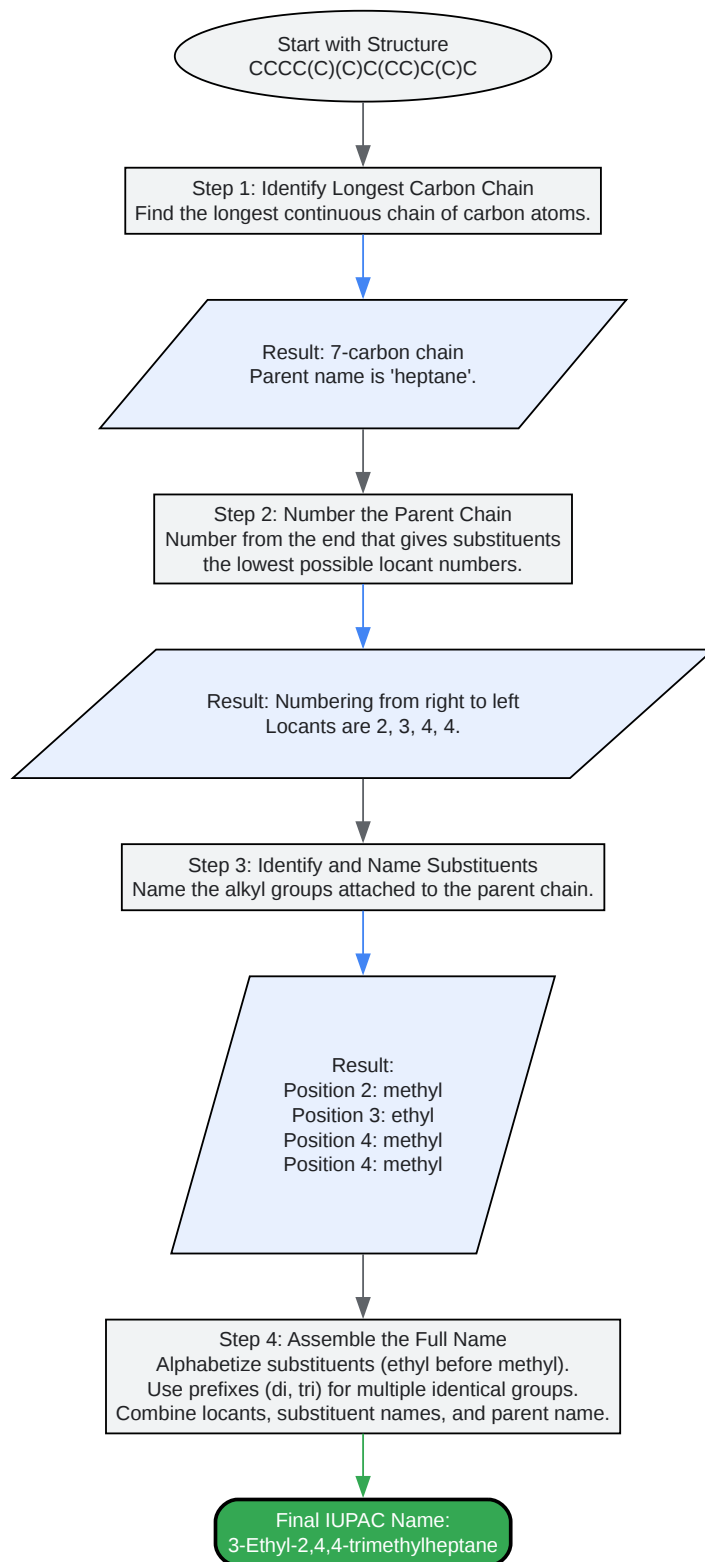 Start with Structure
CCCC(C)(C)C(CC)C(C)C
Step 1: Identify Longest Carbon Chain
Find the longest continuous chain of carbon atoms.
Result: 7-carbon chain
Parent name is 'heptane'.
Step 2: Number the Parent Chain
Number from the end that gives substituents
the lowest possible locant numbers.
Result: Numbering from right to left
Locants are 2, 3, 4, 4.
Step 3: Identify and Name Substituents
Name the alkyl groups attached to the parent chain.
Result:
Position 2: methyl
Position 3: ethyl
Position 4: methyl
Position 4: methyl
Step 4: Assemble the Full Name
Alphabetize substituents (ethyl before methyl).
Use prefixes (di, tri) for multiple identical groups.
Combine locants, substituent names, and parent name.
Final IUPAC Name:
3-Ethyl-2,4,4-trimethylheptane